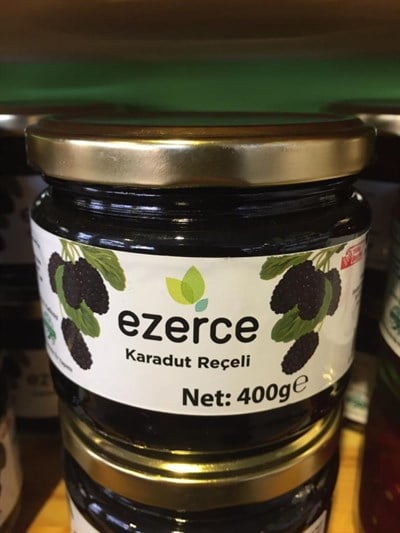 ezerce
Karadut Reçeli
Net: 400g℮